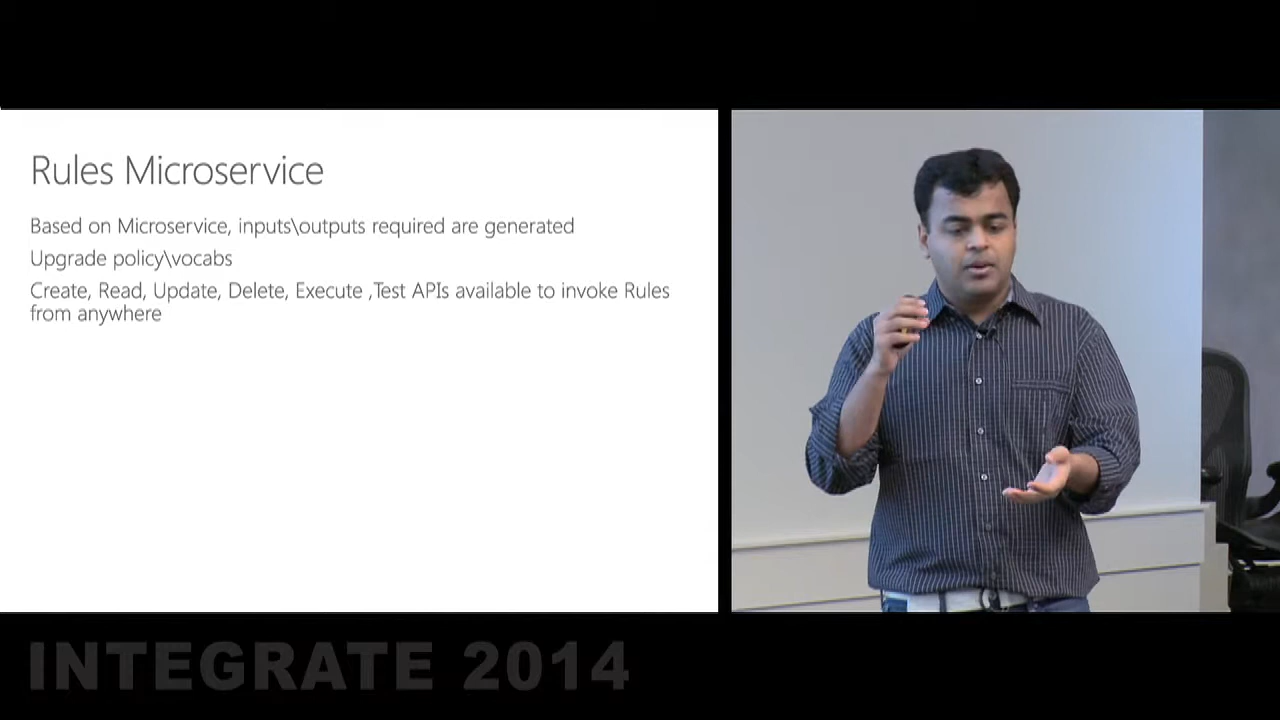 Rules Microservice
Based on Microservice, inputs\outputs required are generated
Upgrade policy\vocabs
Create, Read, Update, Delete, Execute ,Test APIs available to invoke Rules
from anywhere
INTEGRATE 2014